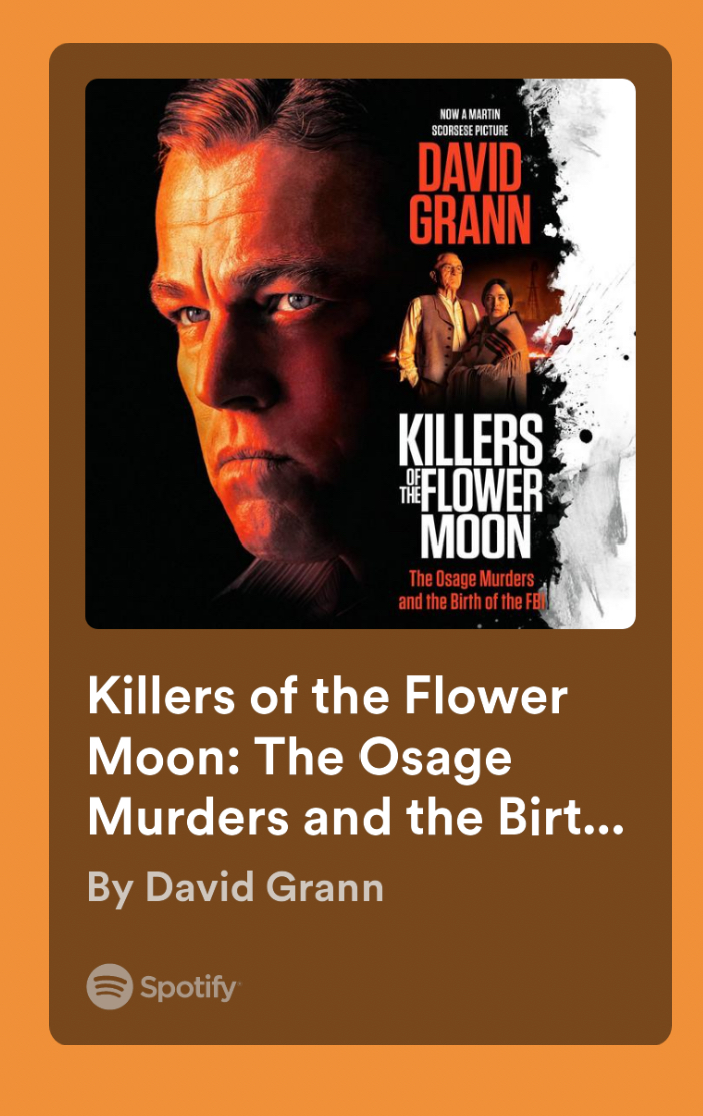 NOW A MARTIN
SCORSESE PICTURE
DAVID
GRANN
KILLERS
OF
THE FLOWER
MOON
The Osage Murders
and the Birth of the FBI
Killers of the Flower
Moon: The Osage
Murders and the Birt...
By David Grann
Spotify